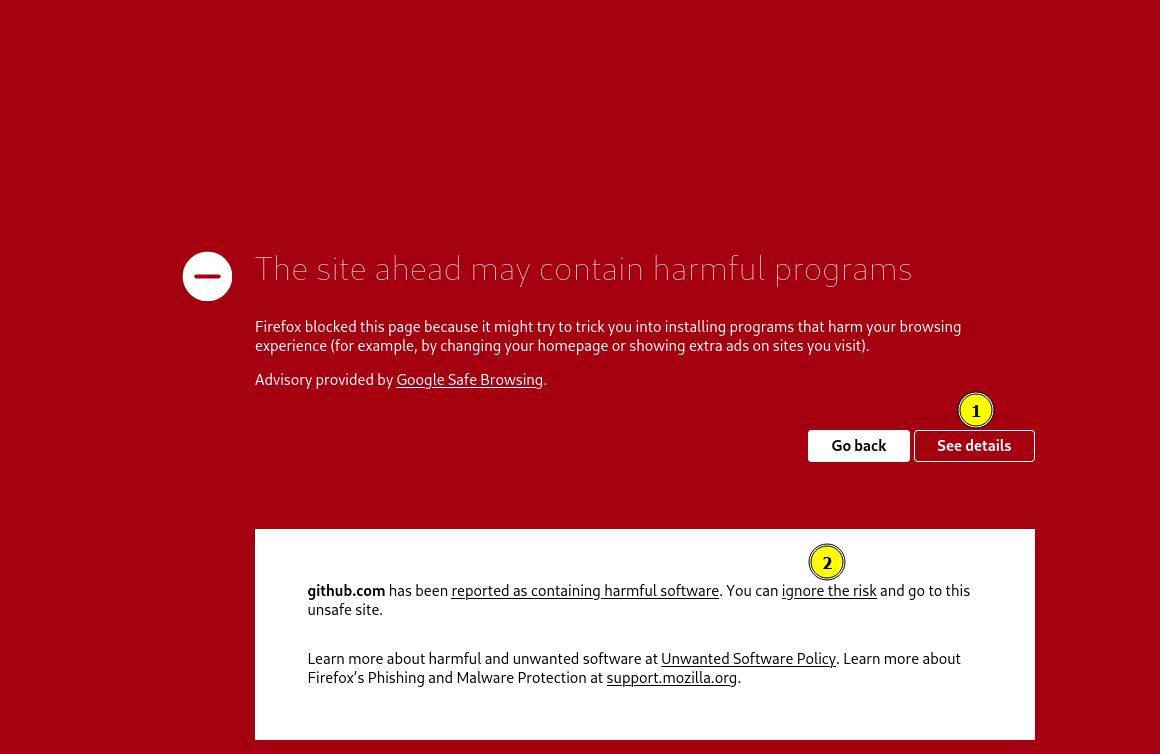 The site ahead may contain harmful programs
Firefox blocked this page because it might try to trick you into installing programs that harm your browsing
experience (for example, by changing your homepage or showing extra ads on sites you visit).
Advisory provided by Google Safe Browsing.
1
Go back See details
2
github.com has been reported as containing harmful software. You can ignore the risk and go to this
unsafe site.
Learn more about harmful and unwanted software at Unwanted Software Policy. Learn more about
Firefox’s Phishing and Malware Protection at support.mozilla.org.